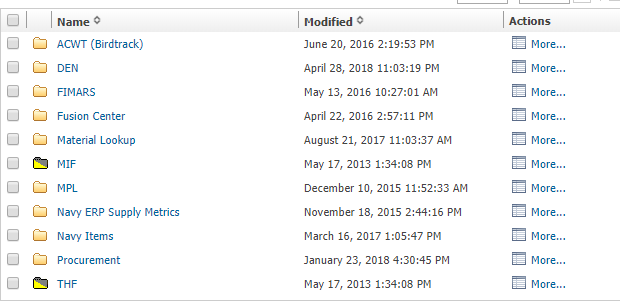 Name Modified Actions
ACWT (Birdtrack) June 20, 2016 2:19:53 PM More...
DEN April 28, 2018 11:03:19 PM More...
FIMARS May 13, 2016 10:27:01 AM More...
Fusion Center April 22, 2016 2:57:11 PM More...
Material Lookup August 21, 2017 11:03:37 AM More...
MIF May 17, 2013 1:34:08 PM More...
MPL December 10, 2015 11:52:33 AM More...
Navy ERP Supply Metrics November 18, 2015 2:44:16 PM More...
Navy Items March 16, 2017 1:05:47 PM More...
Procurement January 23, 2018 4:30:45 PM More...
THF May 17, 2013 1:34:08 PM More...